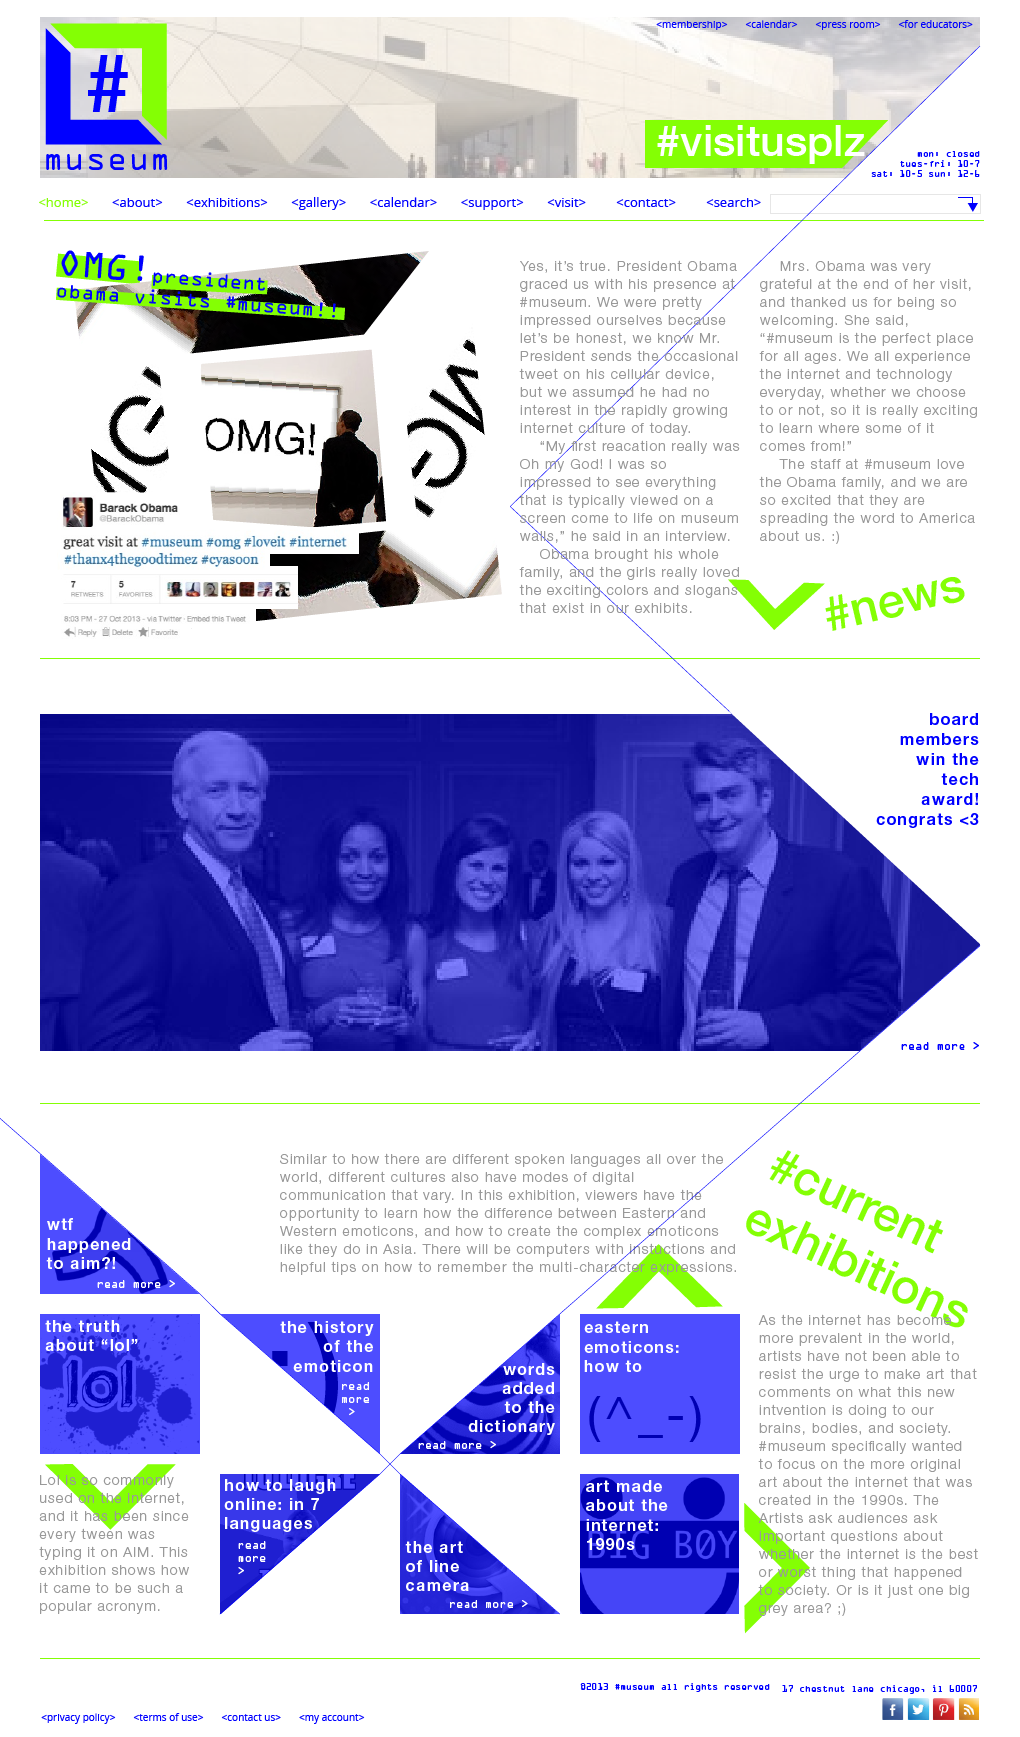 <membership> <calendar> <press room> <for educators>
#
museum
#visitusplz
mon: closed
tues-fri: 10-7
sat: 10-5 sun: 12-6
<home> <about> <exhibitions> <gallery> <calendar> <support> <visit> <contact> <search>
OMG! president
obama visits #museum!!
OMG!
Barack Obama
@BarackObama
great visit at #museum #omg #loveit #internet
#thanx4thegoodtimez #cyasoon
7 5
RETWEETS FAVORITES
8:03 PM - 27 Oct 2013 - via Twitter · Embed this Tweet
Reply Delete Favorite
Yes, it's true. President Obama
graced us with his presence at
#museum. We were pretty
impressed ourselves because
let's be honest, we know Mr.
President sends the occasional
tweet on his cellular device,
but we assumed he had no
interest in the rapidly growing
internet culture of today.
“My first reacation really was
Oh my God! I was so
impressed to see everything
that is typically viewed on a
screen come to life on museum
walls,” he said in an interview.
Obama brought his whole
family, and the girls really loved
the exciting colors and slogans
that exist in our exhibits.
Mrs. Obama was very
grateful at the end of her visit,
and thanked us for being so
welcoming. She said,
“#museum is the perfect place
for all ages. We all experience
the internet and technology
everyday, whether we choose
to or not, so it is really exciting
to learn where some of it
comes from!”
The staff at #museum love
the Obama family, and we are
so excited that they are
spreading the word to America
about us. :)
#news
board
members
win the
tech
award!
congrats <3
read more >
wtf
happened
to aim?!
read more >
Similar to how there are different spoken languages all over the
world, different cultures also have modes of digital
communication that vary. In this exhibition, viewers have the
opportunity to learn how the difference between Eastern and
Western emoticons, and how to create the complex emoticons
like they do in Asia. There will be computers with instuctions and
helpful tips on how to remember the multi-character expressions.
#current
exhibitions
the truth
about “lol”
lol
the history
of the
emoticon
read
more
>
words
added
to the
dictionary
read more >
eastern
emoticons:
how to
(^_-)
Lol is so commonly
used on the internet,
and it has been since
every tween was
typing it on AIM. This
exhibition shows how
it came to be such a
popular acronym.
how to laugh
online: in 7
languages
read
more
>
the art
of line
camera
read more >
art made
about the
internet:
1990s
BIG BOY
As the internet has become
more prevalent in the world,
artists have not been able to
resist the urge to make art that
comments on what this new
intvention is doing to our
brains, bodies, and society.
#museum specifically wanted
to focus on the more original
art about the internet that was
created in the 1990s. The
Artists ask audiences ask
important questions about
whether the internet is the best
or worst thing that happened
to society. Or is it just one big
grey area? ;)
©2013 #museum all rights reserved 17 chestnut lane chicago, il 60007
<privacy policy> <terms of use> <contact us> <my account>